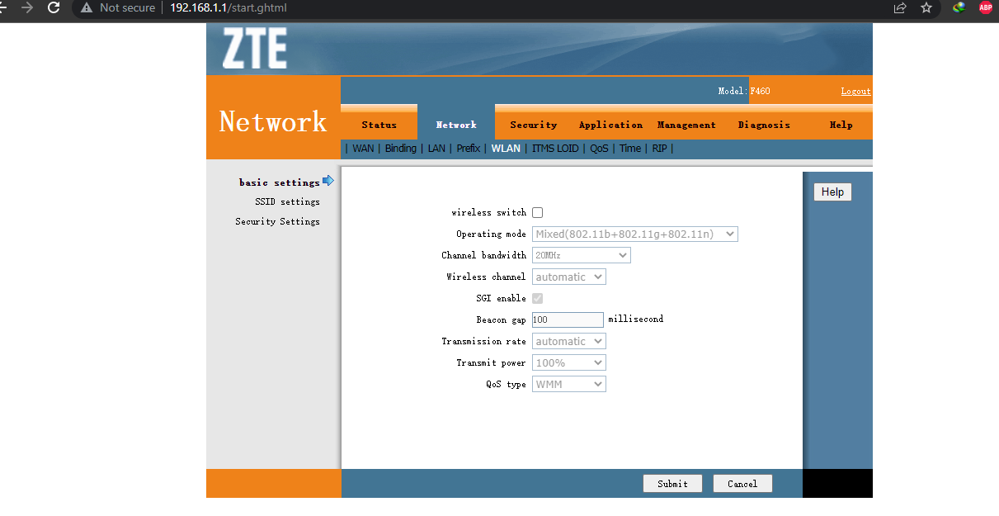 Not secure | 192.168.1.1/start.ghtml
ABP
ZTE
Model: F460
Logout
Network
Status Network Security Application Management Diagnosis Help
| WAN | Binding | LAN | Prefix | WLAN | ITMS LOID | QoS | Time | RIP |
basic settings
SSID settings
Security Settings
Help
wireless switch
Operating mode Mixed(802.11b+802.11g+802.11n)
Channel bandwidth 20MHz
Wireless channel automatic
SGI enable
Beacon gap 100 millisecond
Transmission rate automatic
Transmit power 100%
QoS type WMM
Submit Cancel